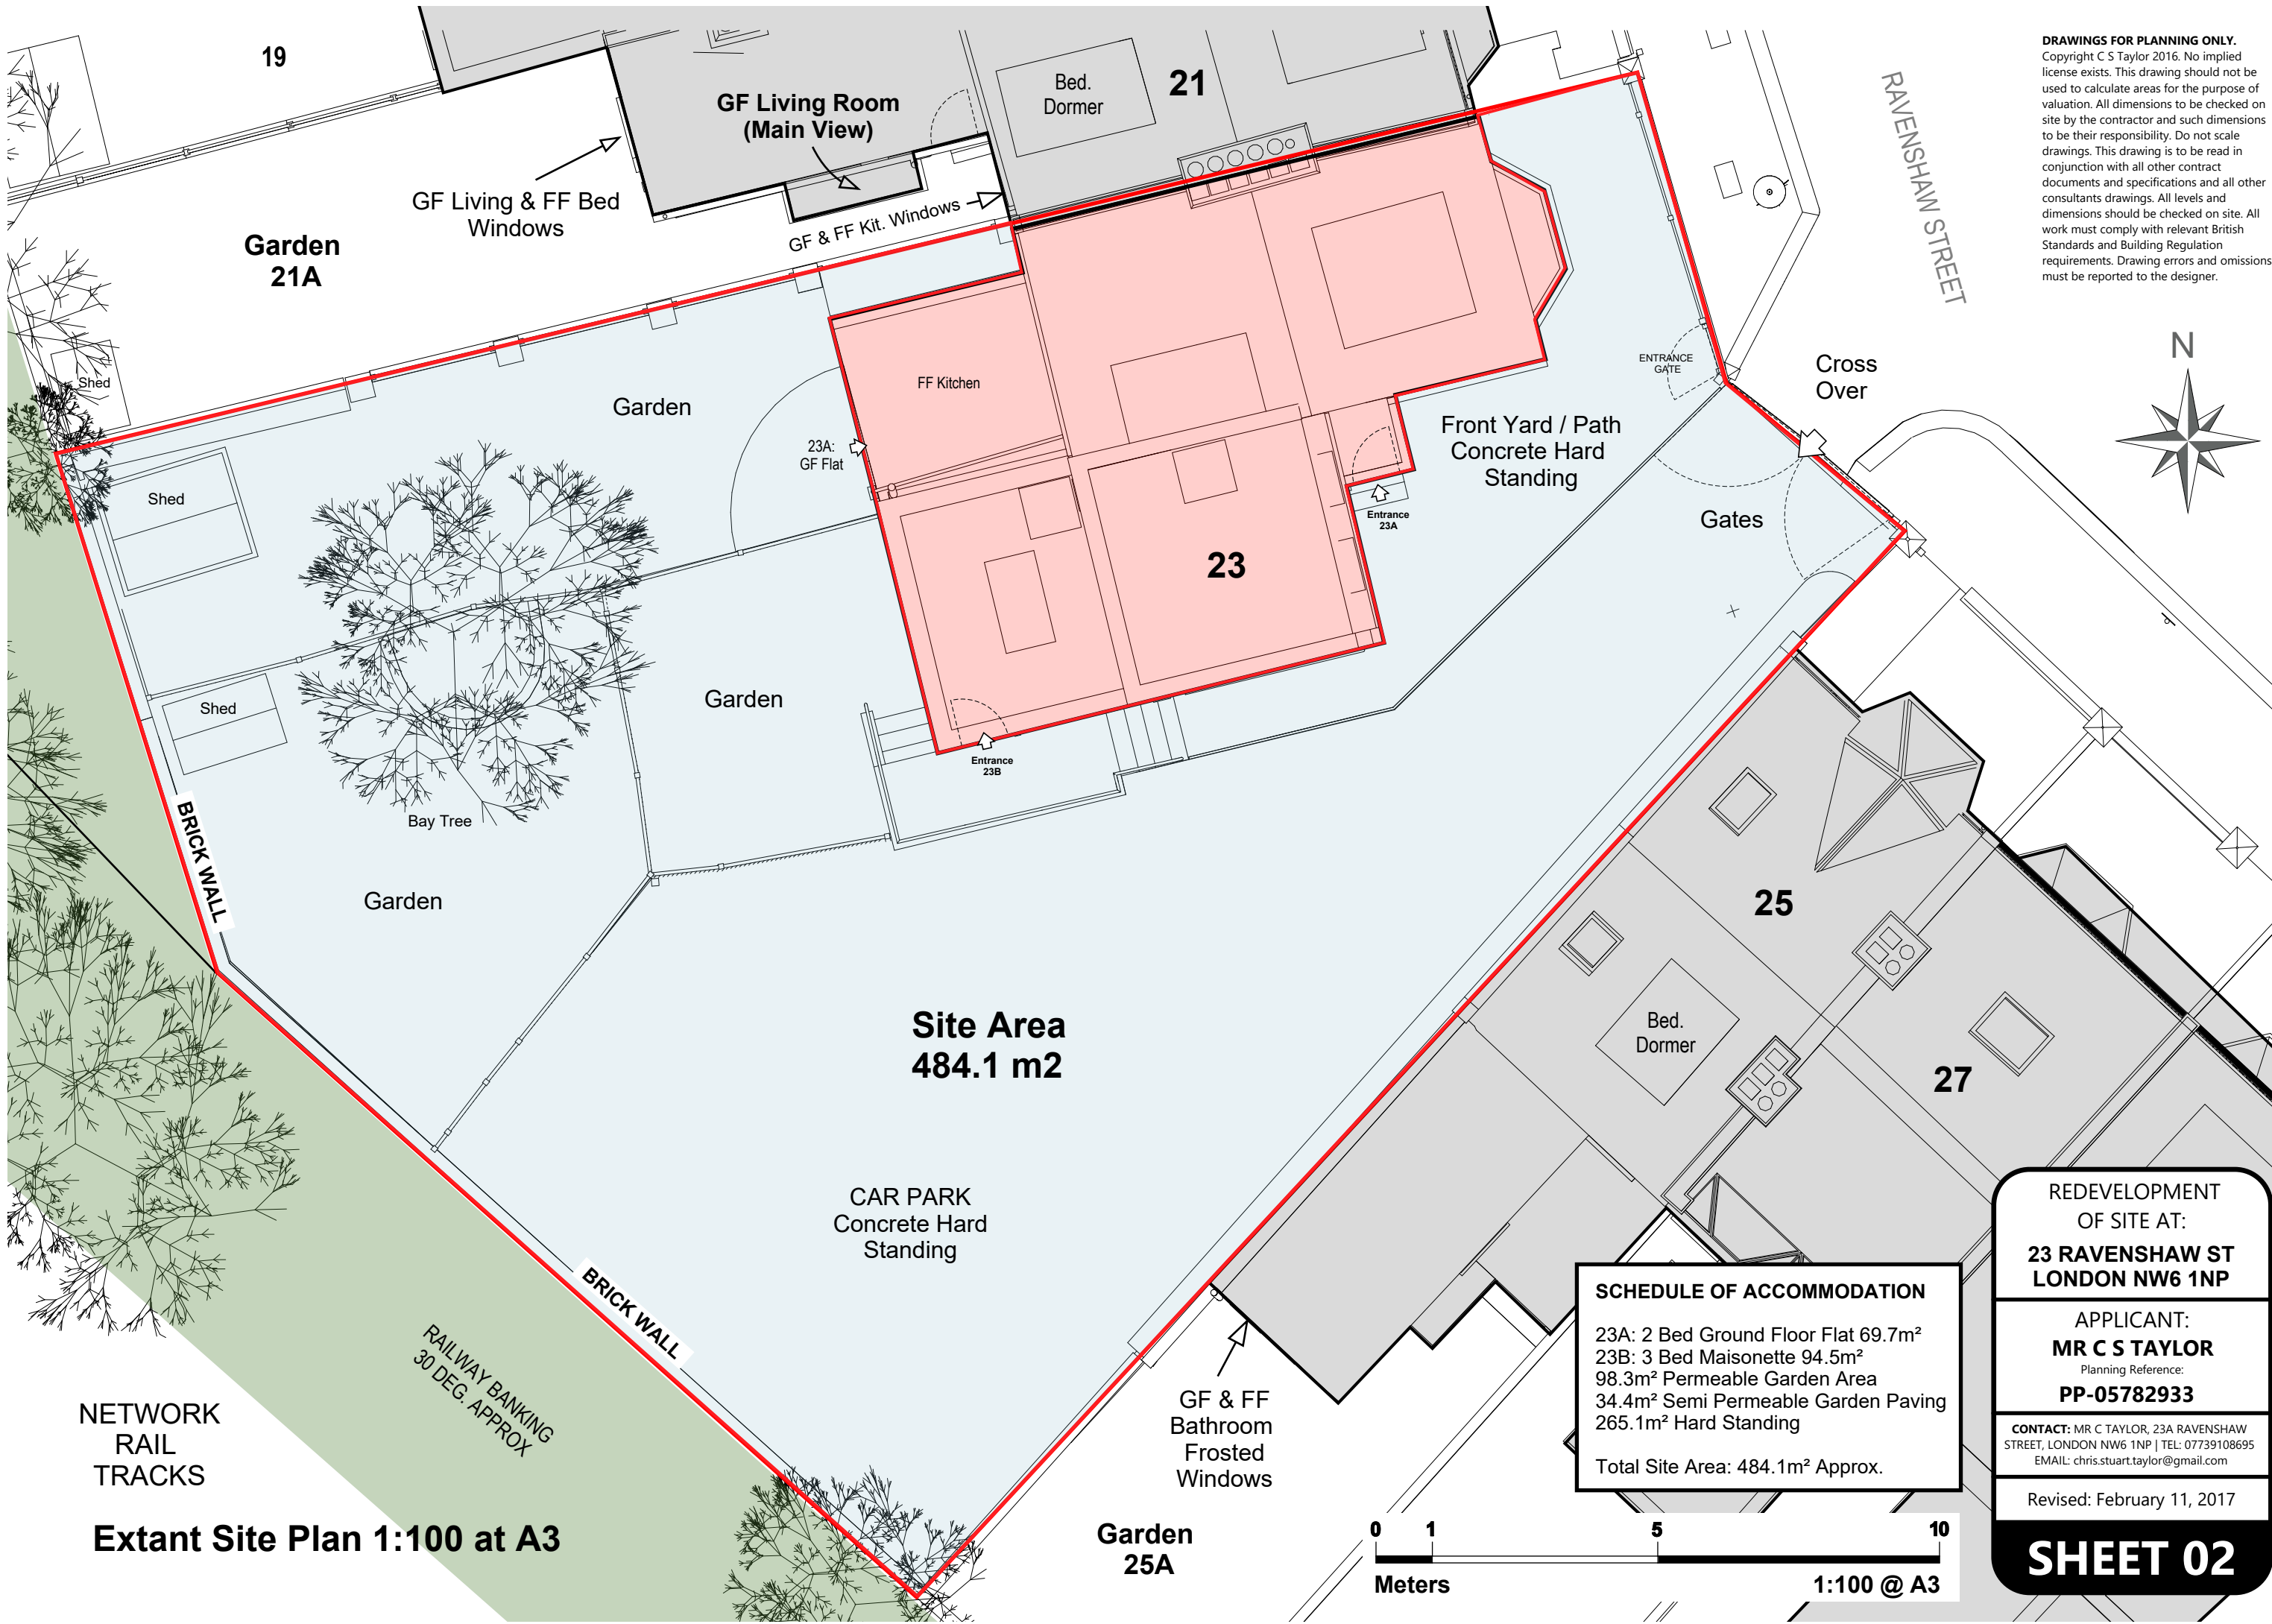 19
GF Living Room
(Main View)
Bed.
Dormer
21
RAVENSHAW STREET
DRAWINGS FOR PLANNING ONLY.
Copyright C S Taylor 2016. No implied
license exists. This drawing should not be
used to calculate areas for the purpose of
valuation. All dimensions to be checked on
site by the contractor and such dimensions
to be their responsibility. Do not scale
drawings. This drawing is to be read in
conjunction with all other contract
documents and specifications and all other
consultants drawings. All levels and
dimensions should be checked on site. All
work must comply with relevant British
Standards and Building Regulation
requirements. Drawing errors and omissions
must be reported to the designer.
GF Living & FF Bed
Windows
GF & FF Kit. Windows
Garden
21A
N
Shed
FF Kitchen
ENTRANCE
GATE
Cross
Over
Garden
23A:
GF Flat
Front Yard / Path
Concrete Hard
Standing
Shed
Entrance
23A
Gates
23
Shed
Garden
Entrance
23B
Bay Tree
BRICK WALL
Garden
25
Site Area
484.1 m2
Bed.
Dormer
27
CAR PARK
Concrete Hard
Standing
BRICK WALL
RAILWAY BANKING
30 DEG. APPROX
NETWORK
RAIL
TRACKS
GF & FF
Bathroom
Frosted
Windows
SCHEDULE OF ACCOMMODATION
23A: 2 Bed Ground Floor Flat 69.7m²
23B: 3 Bed Maisonette 94.5m²
98.3m² Permeable Garden Area
34.4m² Semi Permeable Garden Paving
265.1m² Hard Standing
Total Site Area: 484.1m² Approx.
REDEVELOPMENT
OF SITE AT:
23 RAVENSHAW ST
LONDON NW6 1NP
APPLICANT:
MR C S TAYLOR
Planning Reference:
PP-05782933
CONTACT: MR C TAYLOR, 23A RAVENSHAW
STREET, LONDON NW6 1NP | TEL: 07739108695
EMAIL: chris.stuart.taylor@gmail.com
Revised: February 11, 2017
SHEET 02
Extant Site Plan 1:100 at A3
Garden
25A
0 1 5 10
Meters 1:100 @ A3